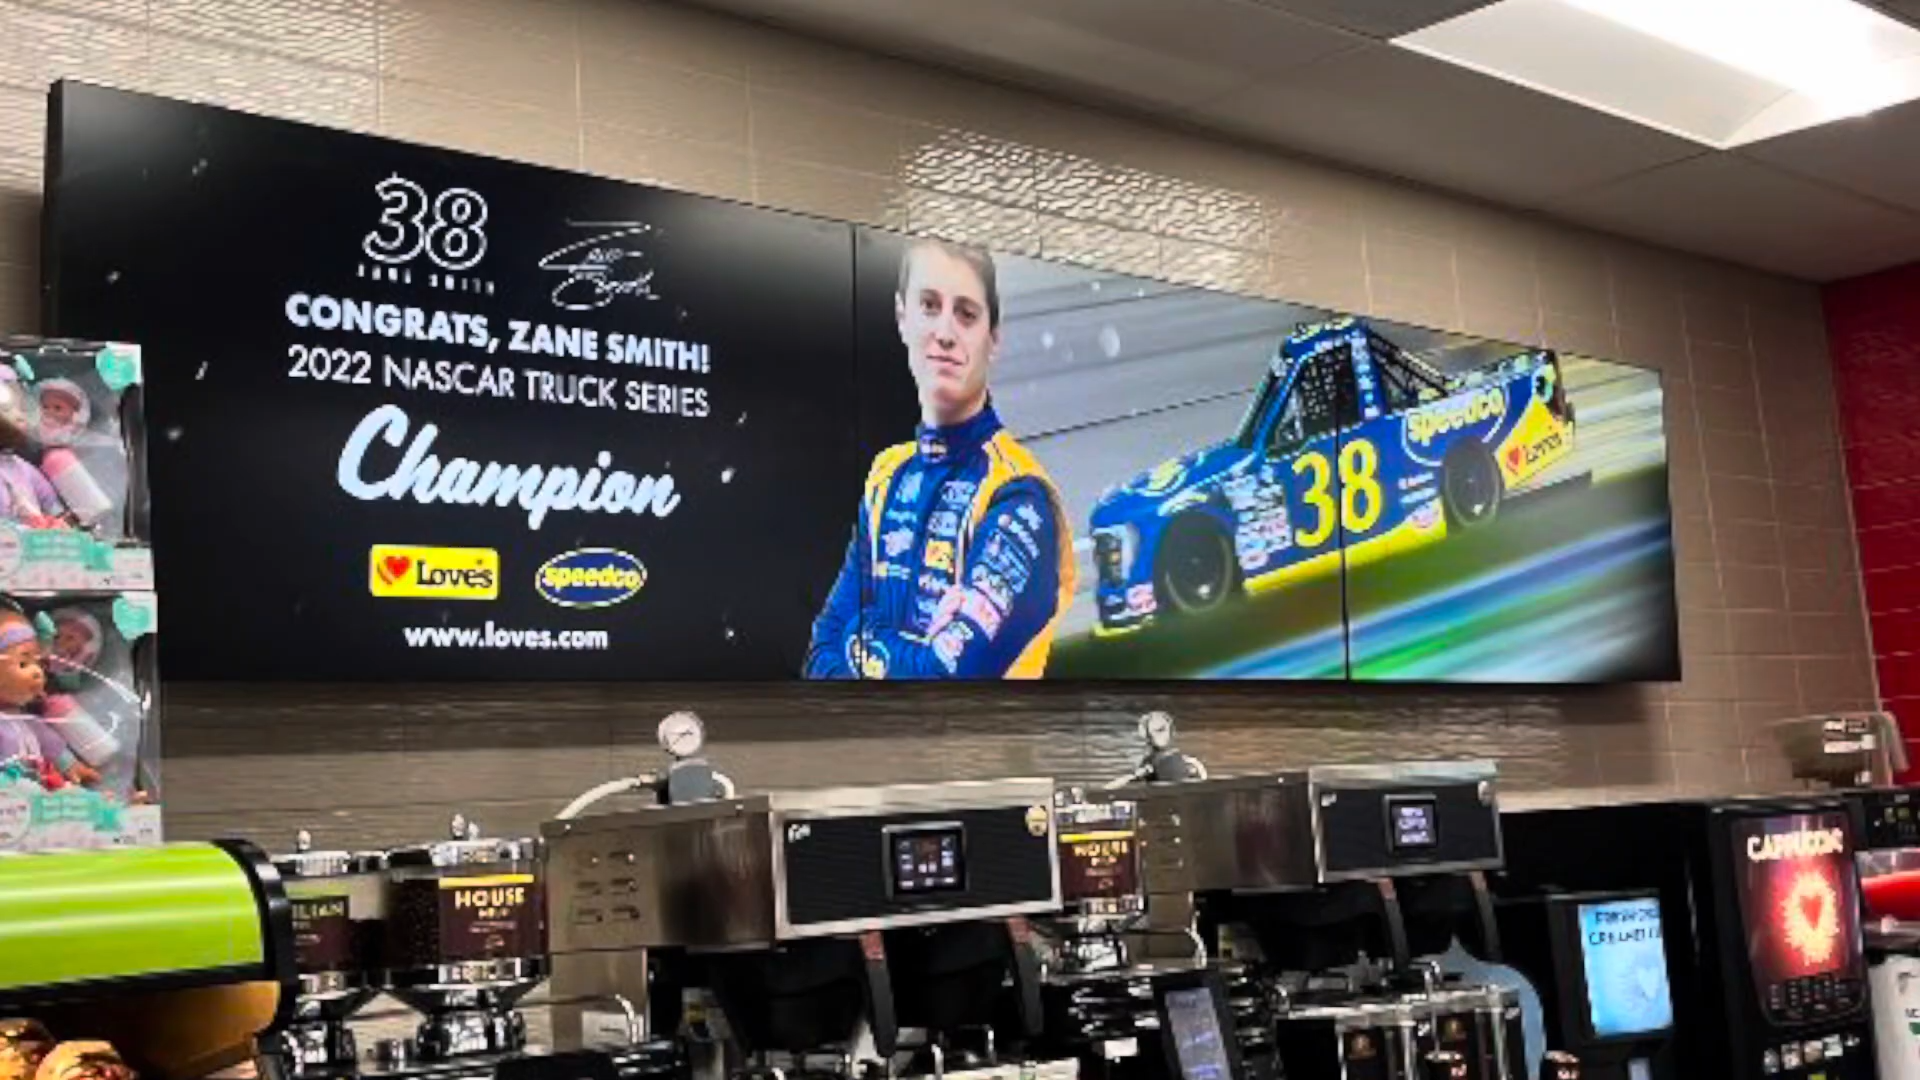 38
ZANE SMITH
CONGRATS, ZANE SMITH!
2022 NASCAR TRUCK SERIES
Champion
Love's
speedco
www.loves.com
speedco
Love's
38
HOUSE
HOUSE
CAPPUCCINO